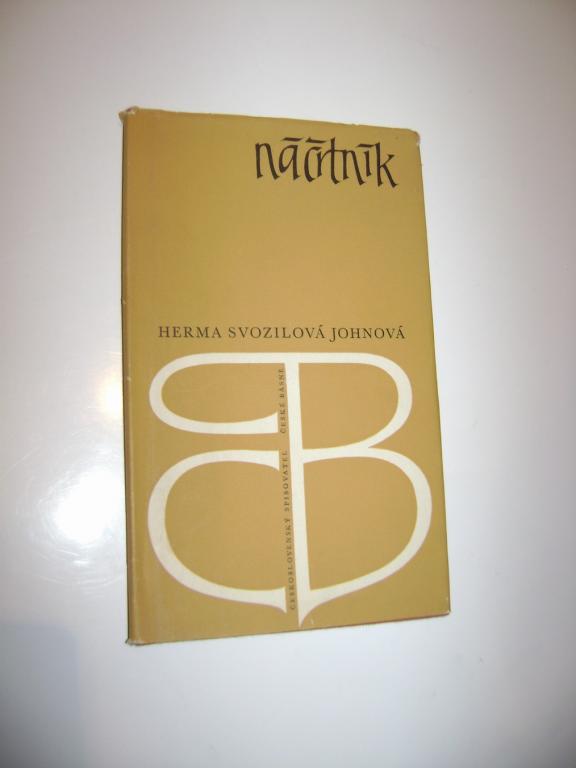 náčrtník
HERMA SVOZILOVÁ JOHNOVÁ
ČESKOSLOVENSKÝ SPISOVATEL ČESKÉ BÁSNĚ